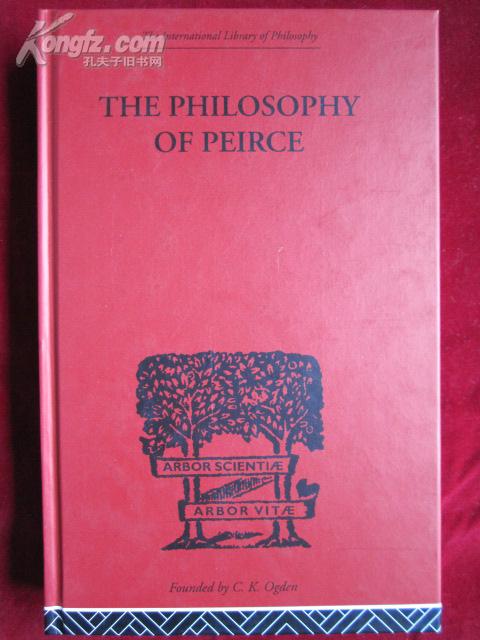 Kongfz.com
孔夫子旧书网
The International Library of Philosophy
THE PHILOSOPHY
OF PEIRCE
ARBOR SCIENTIÆ
ARBOR VITÆ
Founded by C. K. Ogden